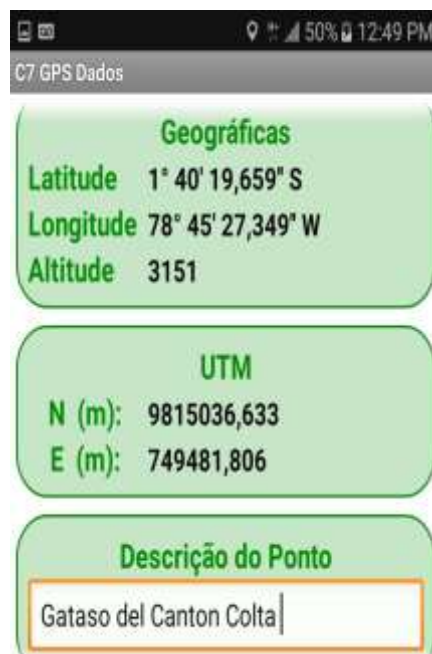 50% 12:49 PM
C7 GPS Dados
Geográficas
Latitude 1° 40' 19,659" S
Longitude 78° 45' 27,349" W
Altitude 3151
UTM
N (m): 9815036,633
E (m): 749481,806
Descrição do Ponto
Gataso del Canton Colta